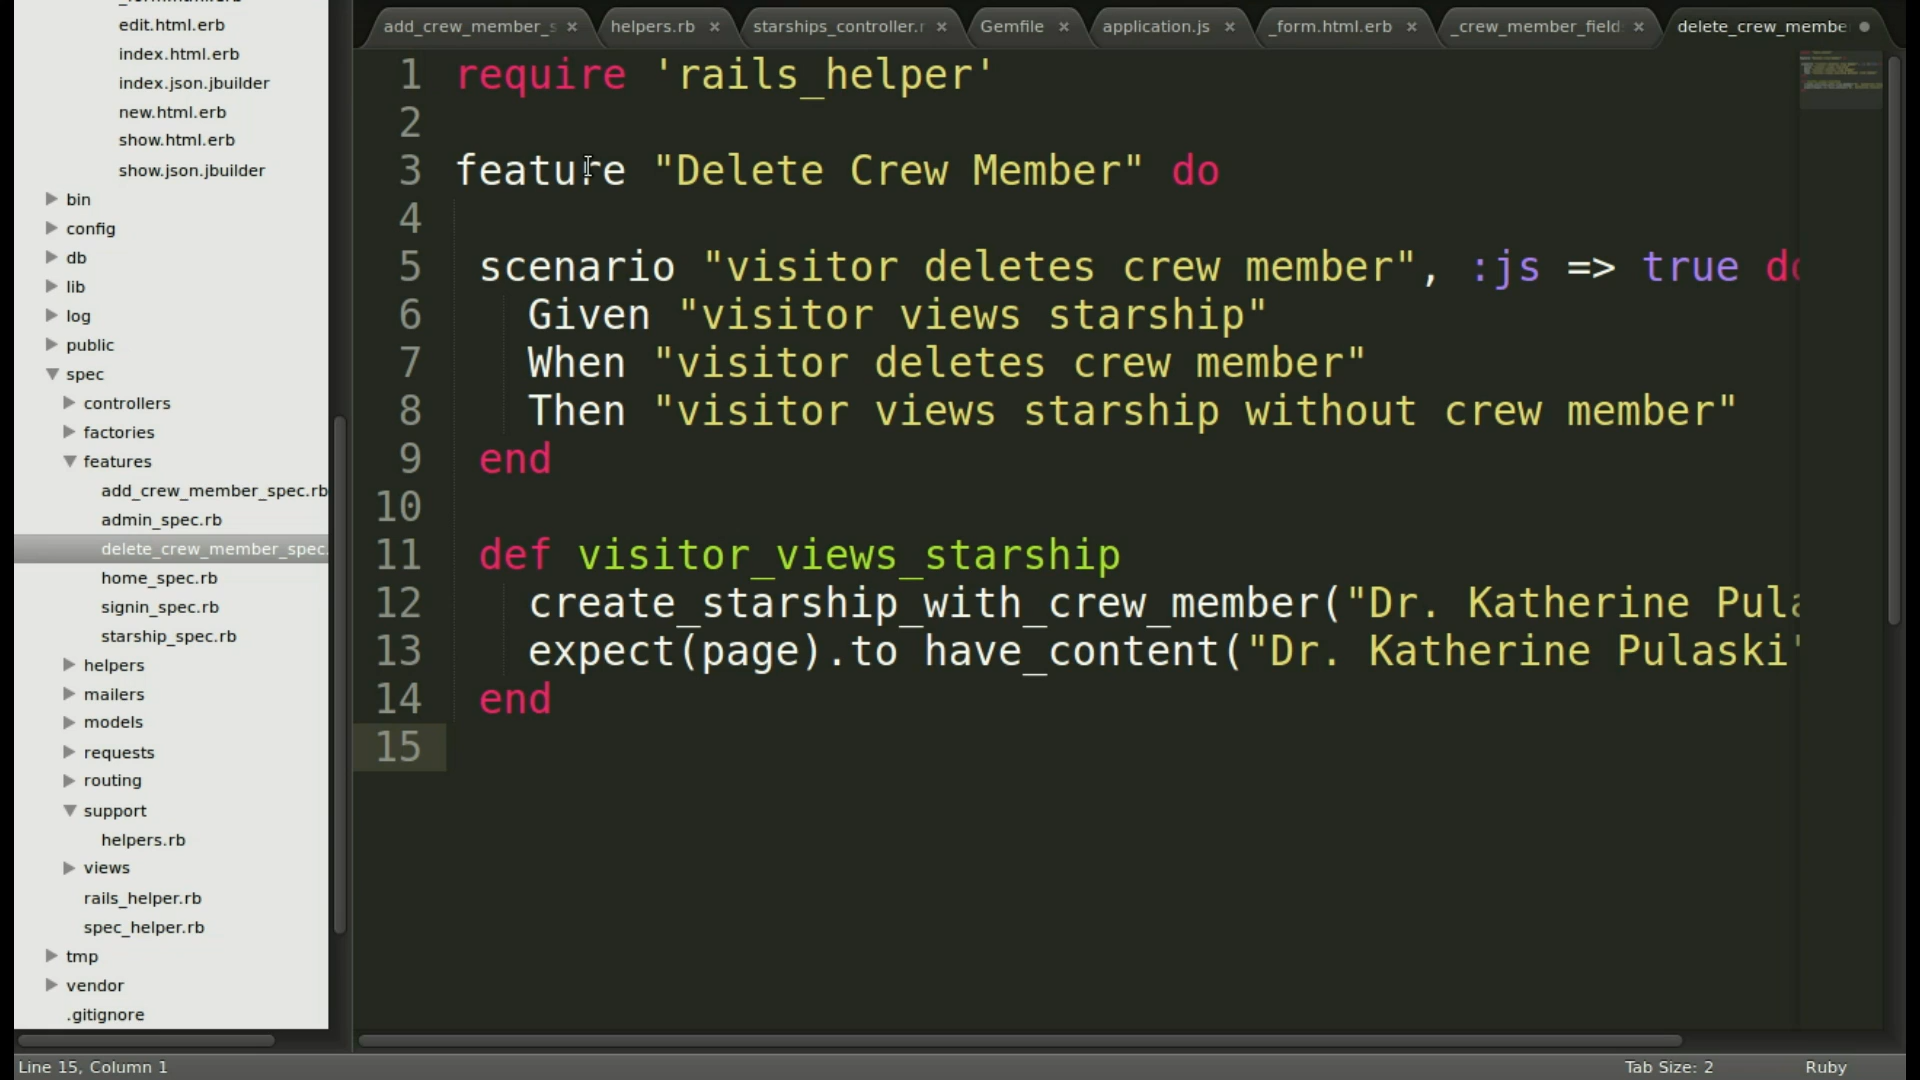 edit.html.erb
index.html.erb
index.json.jbuilder
new.html.erb
show.html.erb
show.json.jbuilder
bin
config
db
lib
log
public
spec
controllers
factories
features
add_crew_member_spec.rb
admin_spec.rb
delete_crew_member_spec.
home_spec.rb
signin_spec.rb
starship_spec.rb
helpers
mailers
models
requests
routing
support
helpers.rb
views
rails_helper.rb
spec_helper.rb
tmp
vendor
.gitignore
add_crew_member_s × helpers.rb × starships_controller.r × Gemfile × application.js × _form.html.erb × _crew_member_field × delete_crew_membe
1 require 'rails_helper'
2
3 feature "Delete Crew Member" do
4
5 scenario "visitor deletes crew member", :js => true do
6 Given "visitor views starship"
7 When "visitor deletes crew member"
8 Then "visitor views starship without crew member"
9 end
10
11 def visitor_views_starship
12 create_starship_with_crew_member("Dr. Katherine Pula
13 expect(page).to have_content("Dr. Katherine Pulaski"
14 end
15
Line 15, Column 1
Tab Size: 2
Ruby